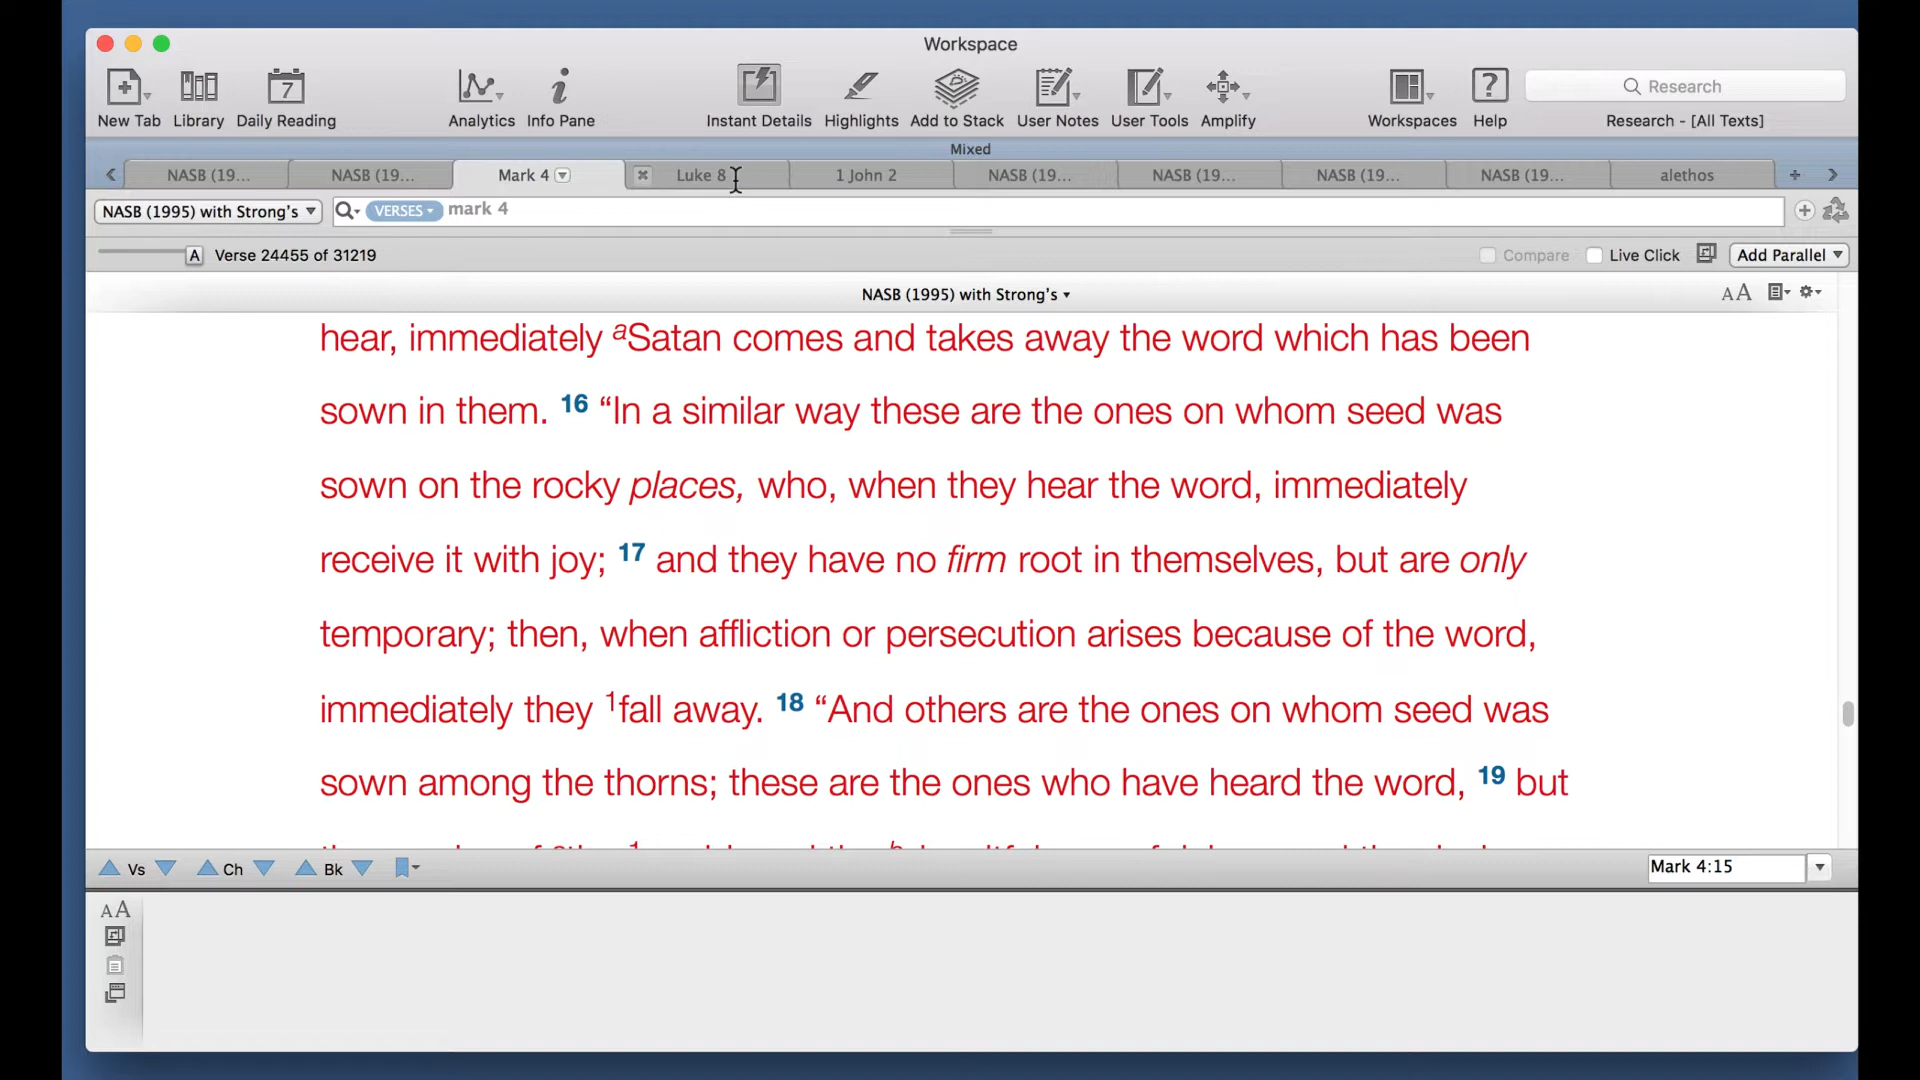 Workspace
New Tab
Library
7
Daily Reading
Analytics
Info Pane
Instant Details
Highlights
Add to Stack
User Notes
User Tools
Amplify
Workspaces
Help
Research
Research - [All Texts]
Mixed
NASB (19...
NASB (19...
Mark 4
Luke 8
1 John 2
NASB (19...
NASB (19...
NASB (19...
NASB (19...
alethos
NASB (1995) with Strong's
VERSES
mark 4
A
Verse 24455 of 31219
Compare
Live Click
Add Parallel
NASB (1995) with Strong's
AA
hear, immediately aSatan comes and takes away the word which has been
sown in them. 16 “In a similar way these are the ones on whom seed was
sown on the rocky places, who, when they hear the word, immediately
receive it with joy; 17 and they have no firm root in themselves, but are only
temporary; then, when affliction or persecution arises because of the word,
immediately they 1fall away. 18 “And others are the ones on whom seed was
sown among the thorns; these are the ones who have heard the word, 19 but
Vs
Ch
Bk
Mark 4:15
AA